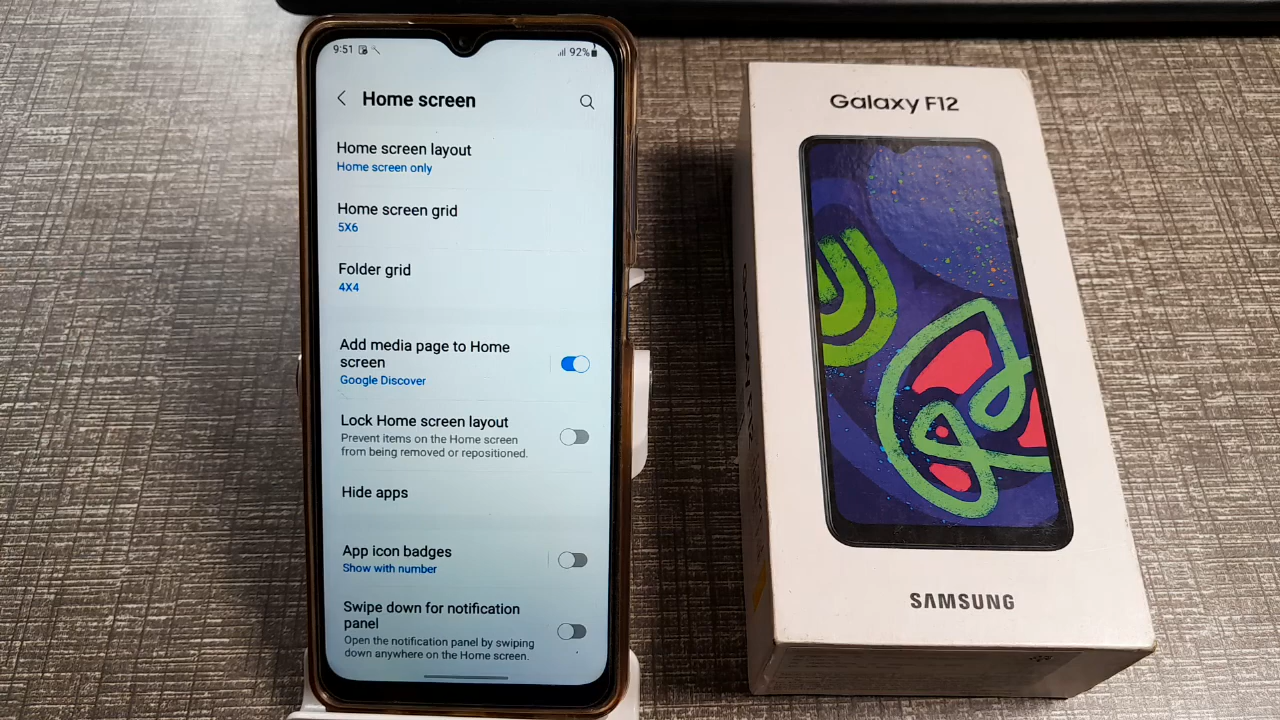 9:51
92%
Home screen
Home screen layout
Home screen only
Home screen grid
5X6
Folder grid
4X4
Add media page to Home
screen
Google Discover
Lock Home screen layout
Prevent items on the Home screen
from being removed or repositioned.
Hide apps
App icon badges
Show with number
Swipe down for notification
panel
Open the notification panel by swiping
down anywhere on the Home screen.
Galaxy F12
SAMSUNG